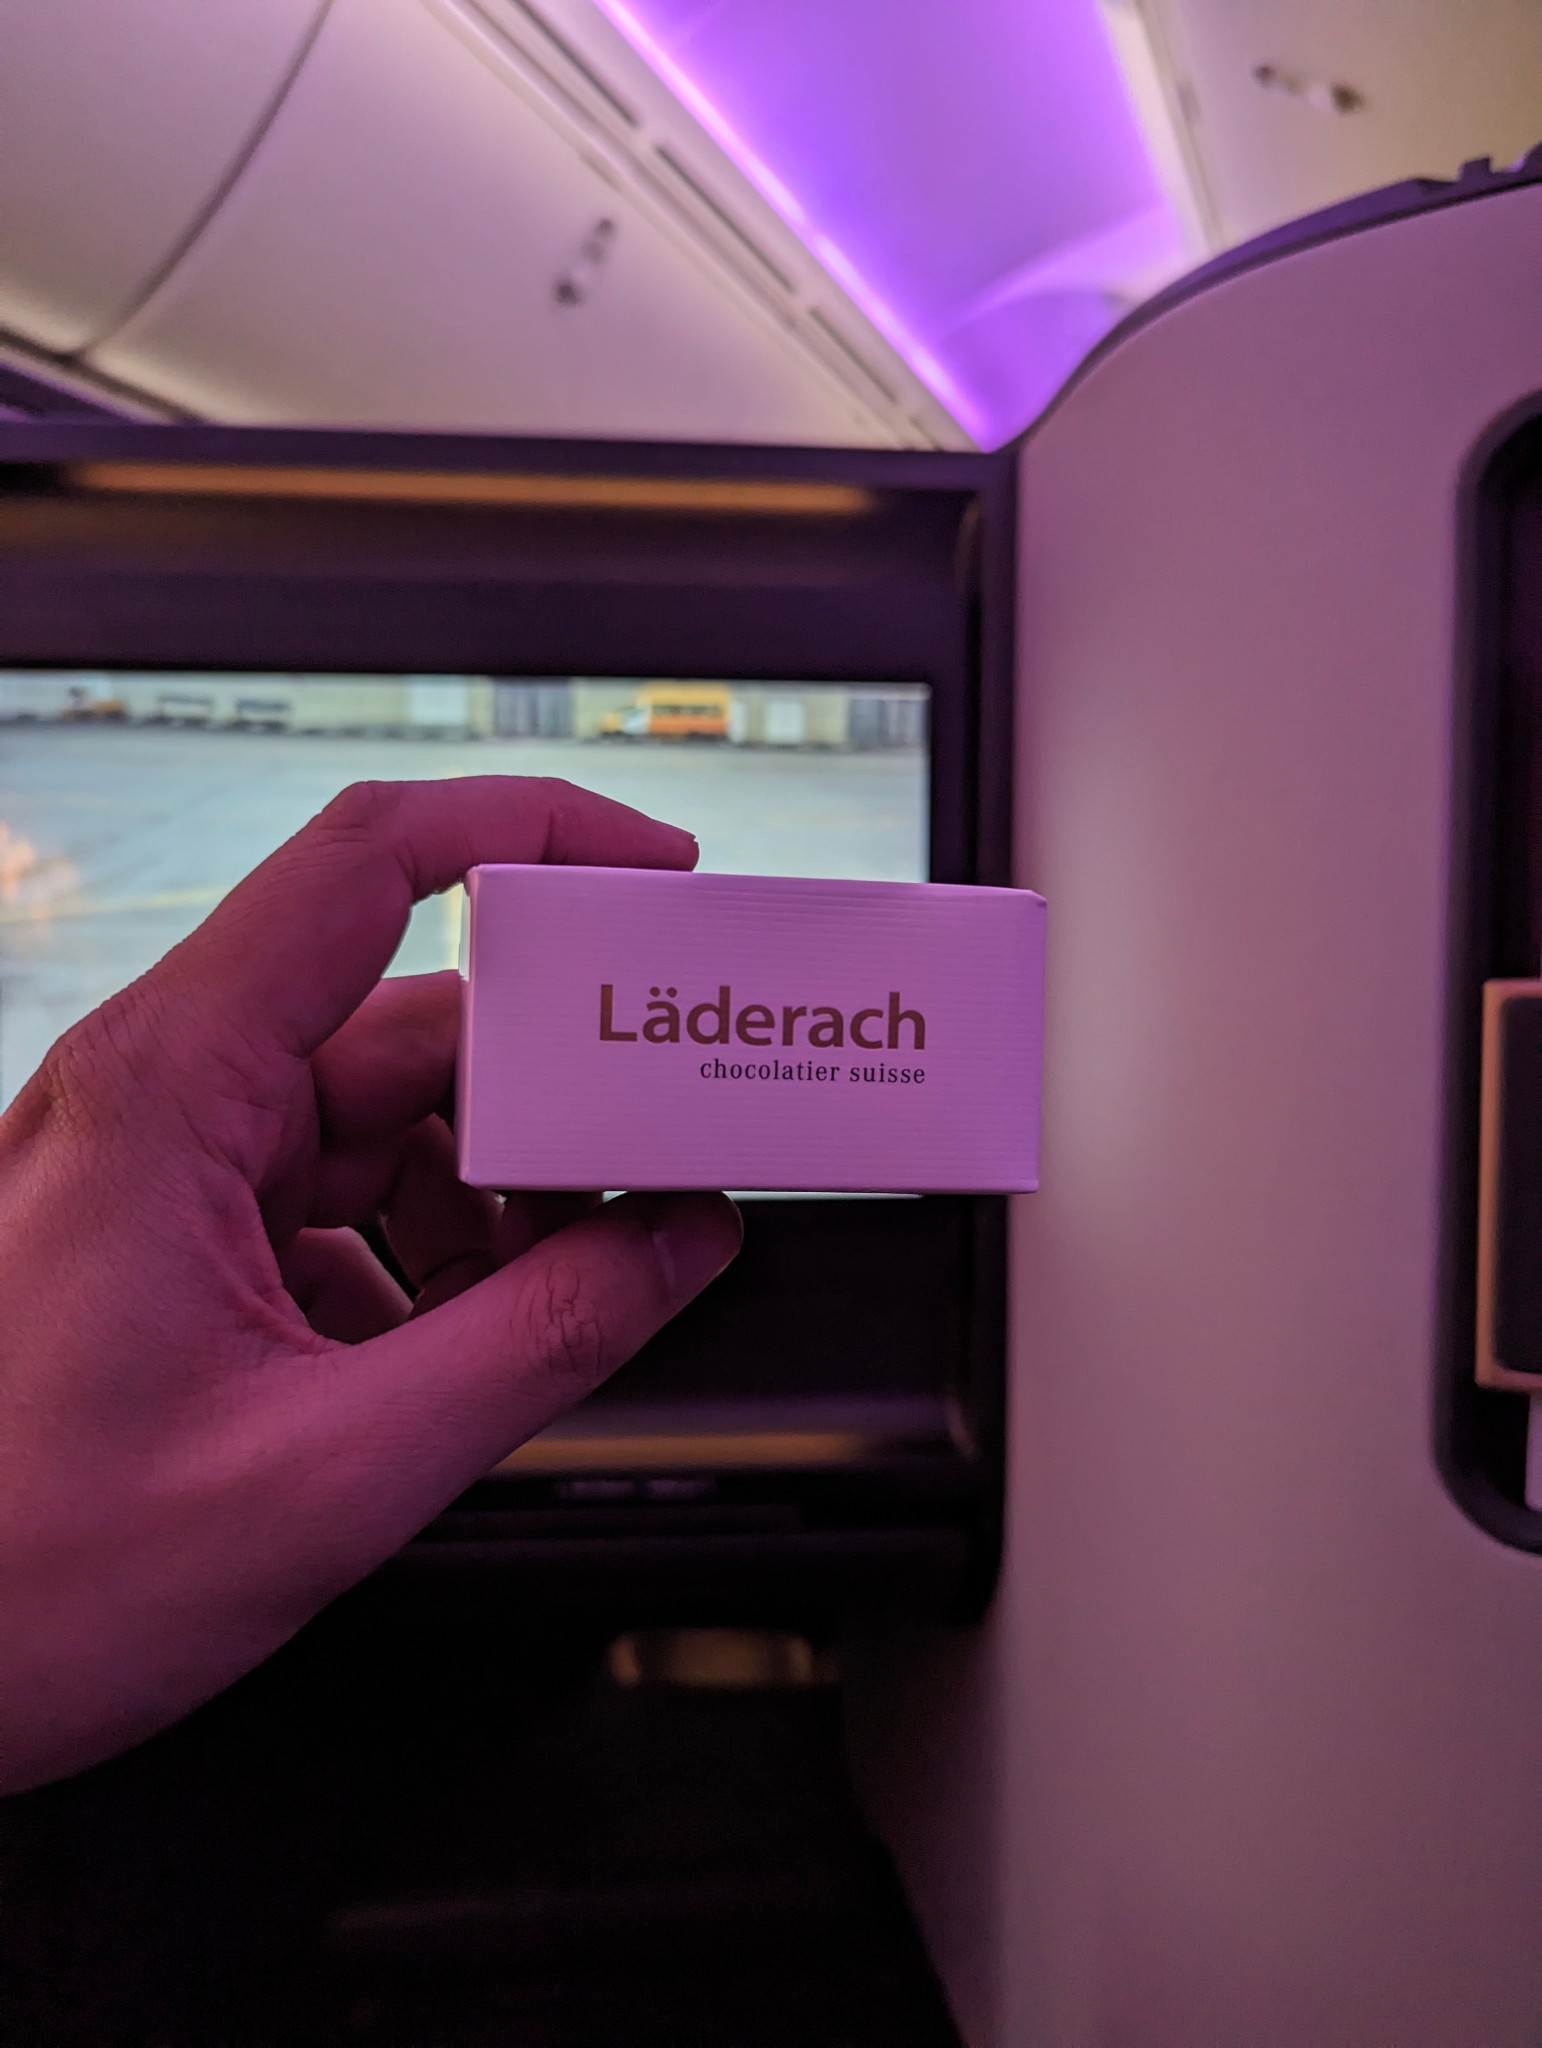 Läderach
chocolatier suisse